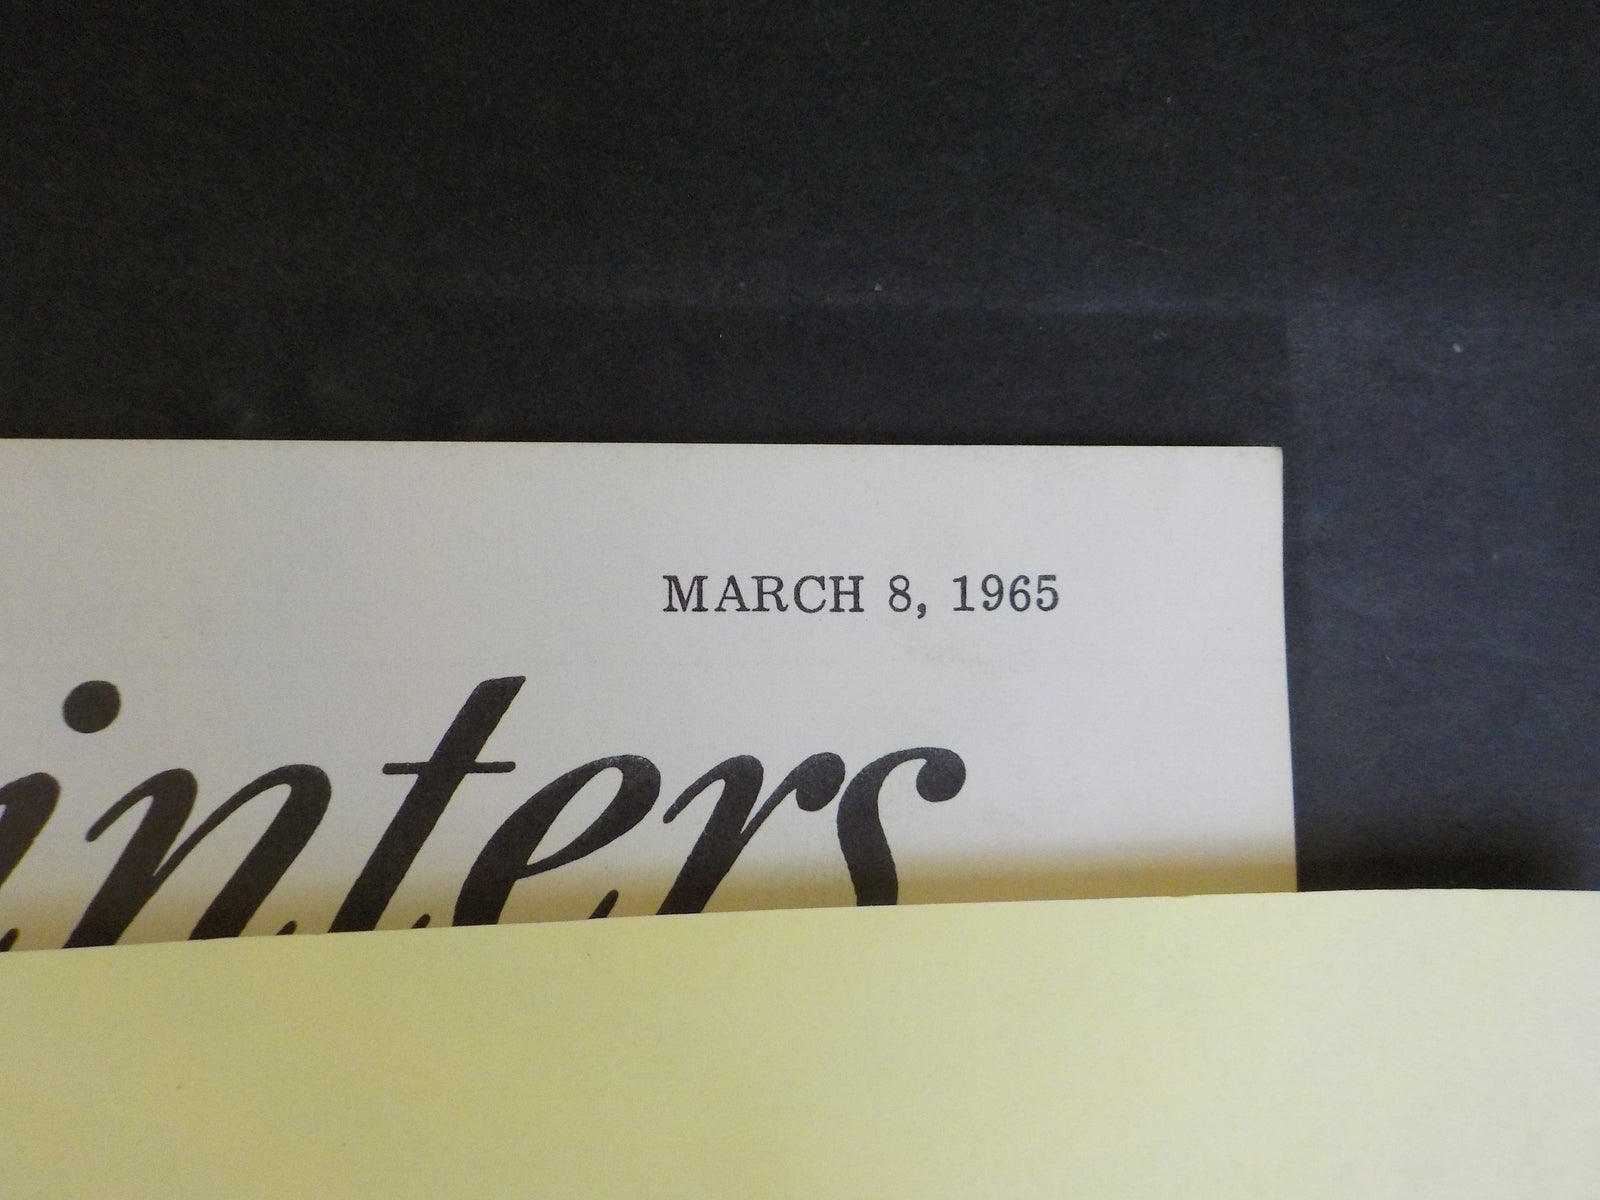 MARCH 8, 1965
inters